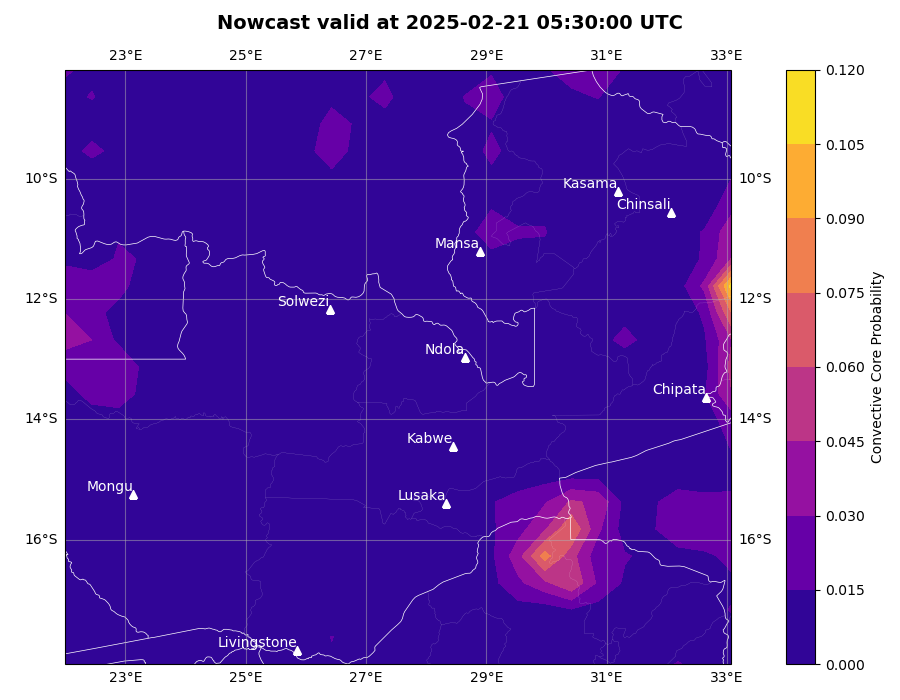 Nowcast valid at 2025-02-21 05:30:00 UTC
23°E 25°E 27°E 29°E 31°E 33°E
0.120
0.105
10°S 10°S
Kasama
Chinsali
0.090
Mansa
12°S 12°S
Solwezi
0.075
Ndola
0.060
Chipata
14°S 14°S
Kabwe
0.045
Mongu
Lusaka
0.030
16°S 16°S
0.015
Livingstone
0.000
23°E 25°E 27°E 29°E 31°E 33°E
Convective Core Probability